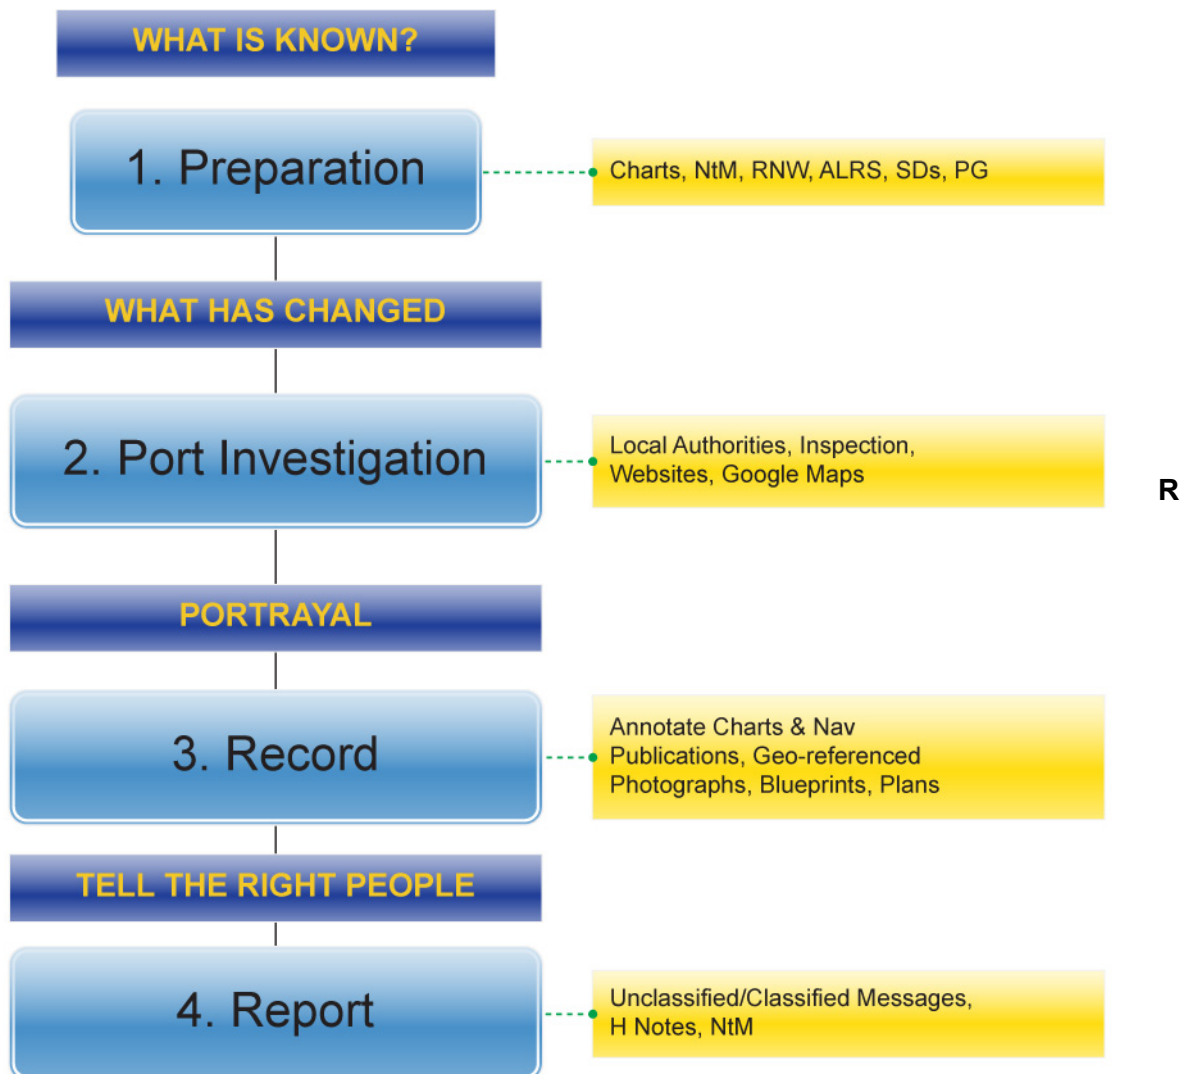 WHAT IS KNOWN?
1. Preparation
Charts, NtM, RNW, ALRS, SDs, PG
WHAT HAS CHANGED
2. Port Investigation
Local Authorities, Inspection,
Websites, Google Maps
R
PORTRAYAL
3. Record
Annotate Charts & Nav
Publications, Geo-referenced
Photographs, Blueprints, Plans
TELL THE RIGHT PEOPLE
4. Report
Unclassified/Classified Messages,
H Notes, NtM